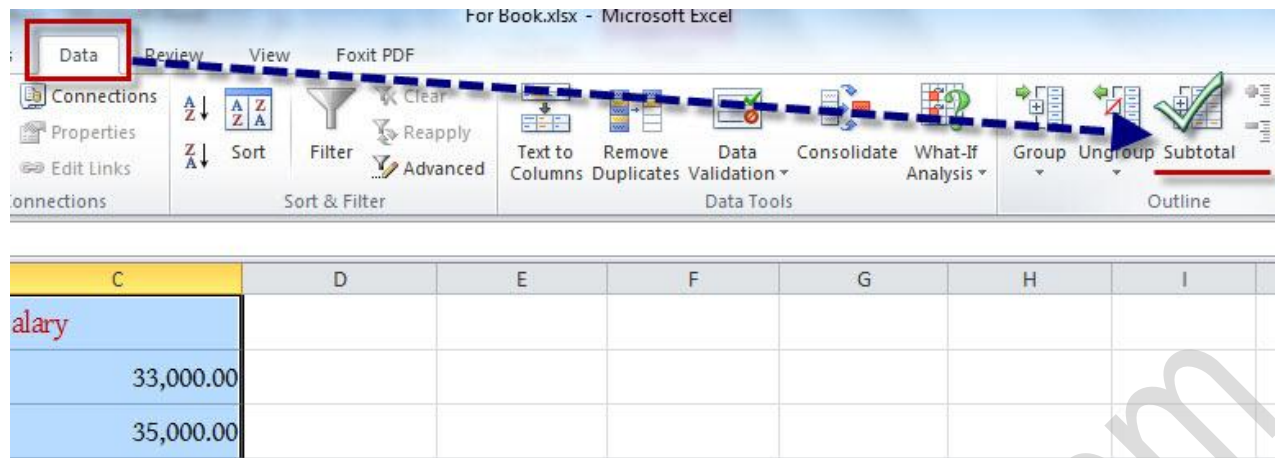 For Book.xlsx - Microsoft Excel
Data Review View Foxit PDF
Connections
Properties
Edit Links
Sort
Filter
Clear
Reapply
Advanced
Text to Columns
Remove Duplicates
Data Validation
Consolidate
What-If Analysis
Group
Ungroup
Subtotal
onnections
Sort & Filter
Data Tools
Outline
C D E F G H I
alary
33,000.00
35,000.00
om